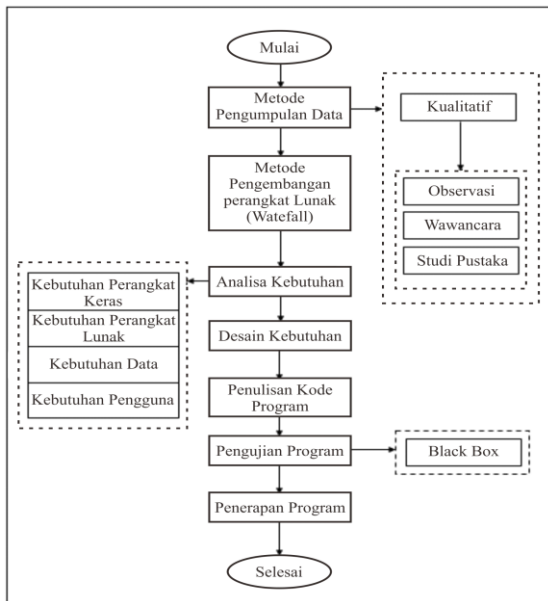 Mulai
Metode
Pengumpulan Data
Kualitatif
Observasi
Wawancara
Studi Pustaka
Metode
Pengembangan
perangkat Lunak
(Watefall)
Analisa Kebutuhan
Kebutuhan Perangkat
Keras
Kebutuhan Perangkat
Lunak
Kebutuhan Data
Kebutuhan Pengguna
Desain Kebutuhan
Penulisan Kode
Program
Pengujian Program
Black Box
Penerapan Program
Selesai